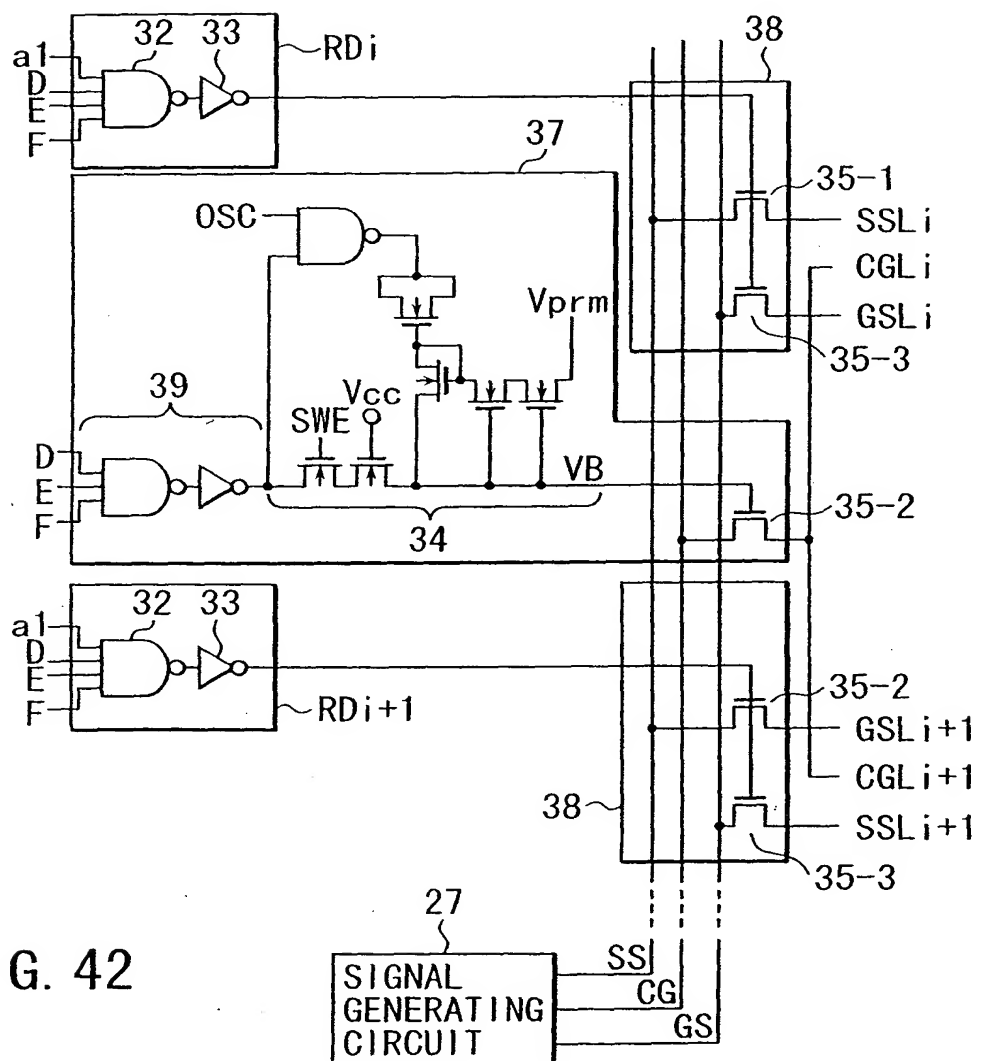 32 33 RDi 38
a1
D
E
F
37
35-1
OSC
SSLi
CGLi
Vprm
GSLi
35-3
39
Vcc
SWE
D
E
F
VB
34
35-2
32 33
a1
D
E
F
RDi+1
35-2
GSLi+1
CGLi+1
38
SSLi+1
35-3
27
G. 42
SIGNAL
GENERATING
CIRCUIT
SS
CG
GS